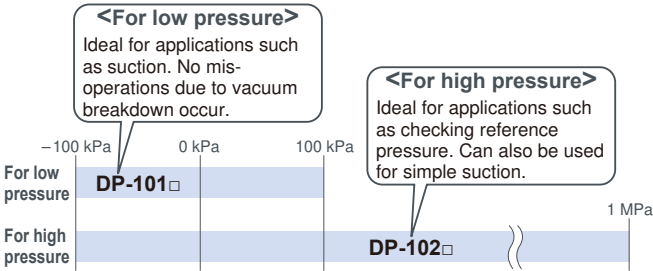 <For low pressure>
Ideal for applications such
as suction. No mis-
operations due to vacuum
breakdown occur.
<For high pressure>
Ideal for applications such
as checking reference
pressure. Can also be used
for simple suction.
–100 kPa 0 kPa 100 kPa
For low
pressure
DP-101□
1 MPa
For high
pressure
DP-102□